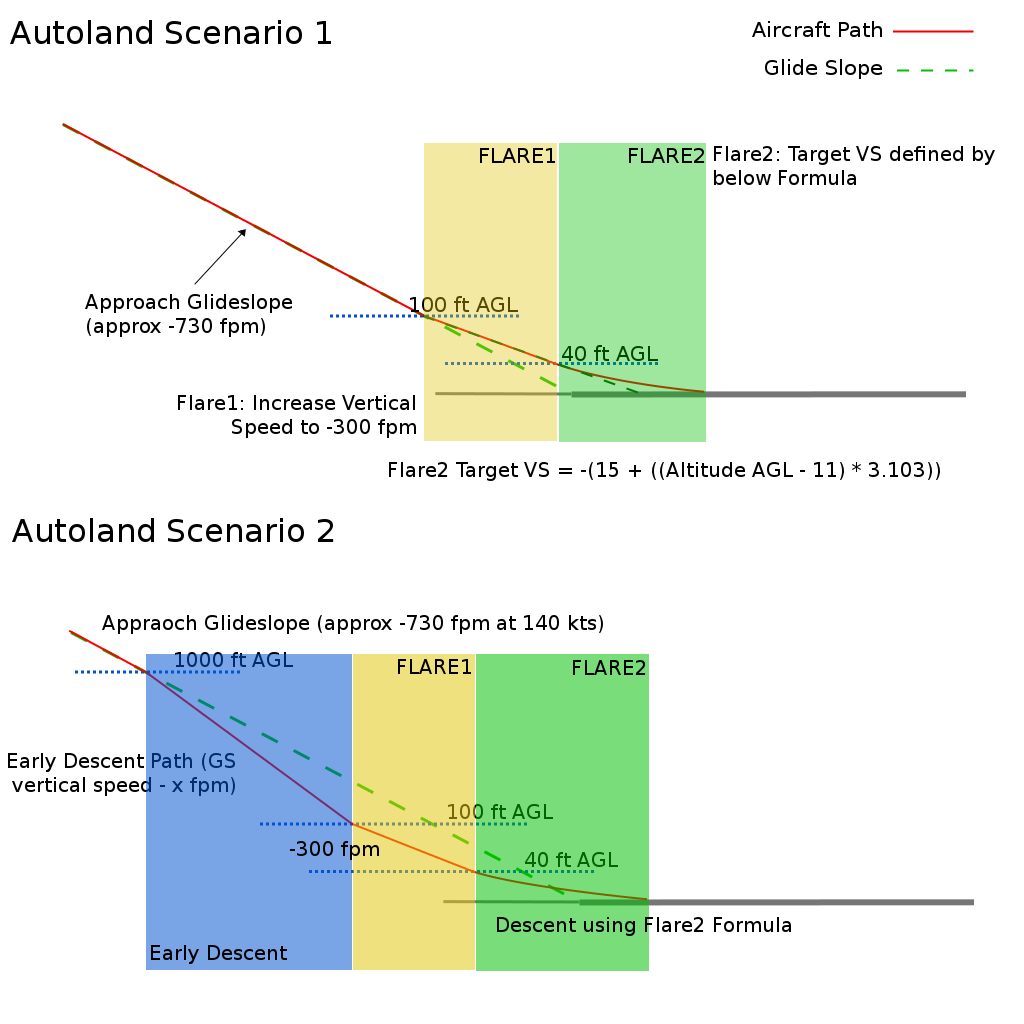 Autoland Scenario 1
Aircraft Path
Glide Slope
FLARE1
FLARE2
Flare2: Target VS defined by
below Formula
Approach Glideslope
(approx -730 fpm)
100 ft AGL
40 ft AGL
Flare1: Increase Vertical
Speed to -300 fpm
Flare2 Target VS = -(15 + ((Altitude AGL - 11) * 3.103))
Autoland Scenario 2
Appraoch Glideslope (approx -730 fpm at 140 kts)
1000 ft AGL
FLARE1
FLARE2
Early Descent Path (GS
vertical speed - x fpm)
100 ft AGL
-300 fpm
40 ft AGL
Descent using Flare2 Formula
Early Descent